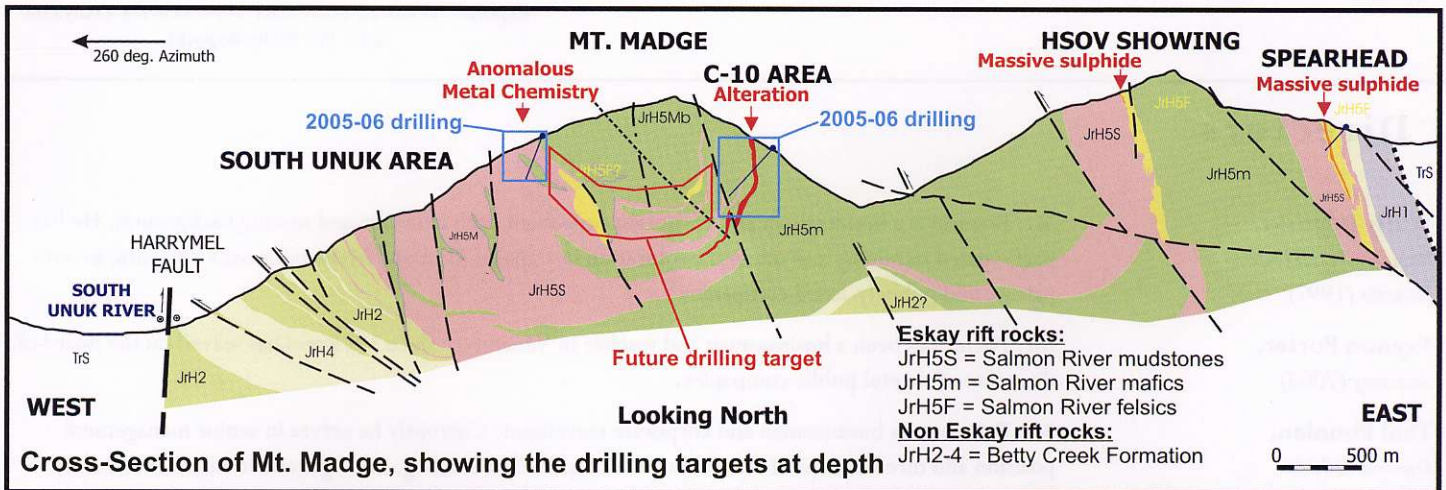 260 deg. Azimuth
MT. MADGE
HSOV SHOWING
Massive sulphide
SPEARHEAD
Massive sulphide
Anomalous
Metal Chemistry
C-10 AREA
Alteration
2005-06 drilling
2005-06 drilling
SOUTH UNUK AREA
JrH5Mb
JrH5F?
JrH5F
JrH5F
JrH5S
JrH5m
JrH5m
JrH5S
TrS
JrH1
JrH5M
JrH5S
JrH2?
HARRYMEL
FAULT
SOUTH
UNUK RIVER
TrS
JrH2
JrH4
JrH2
Future drilling target
WEST
Looking North
EAST
Eskay rift rocks:
JrH5S = Salmon River mudstones
JrH5m = Salmon River mafics
JrH5F = Salmon River felsics
Non Eskay rift rocks:
JrH2-4 = Betty Creek Formation
0 500 m
Cross-Section of Mt. Madge, showing the drilling targets at depth